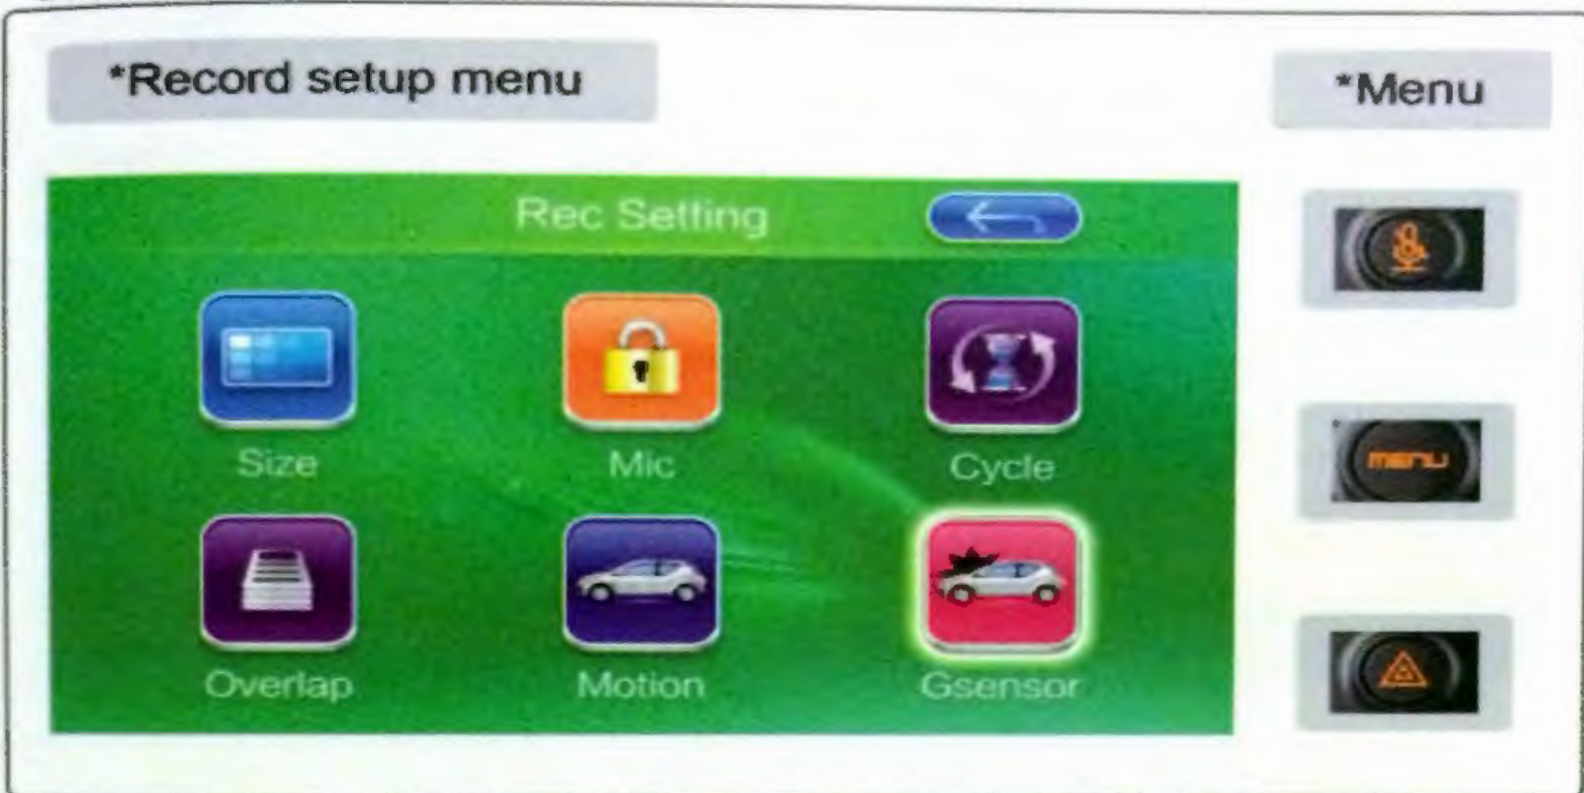 *Record setup menu
*Menu
Rec Setting
Size
Mic
Cycle
MENU
Overlap
Motion
Gsensor